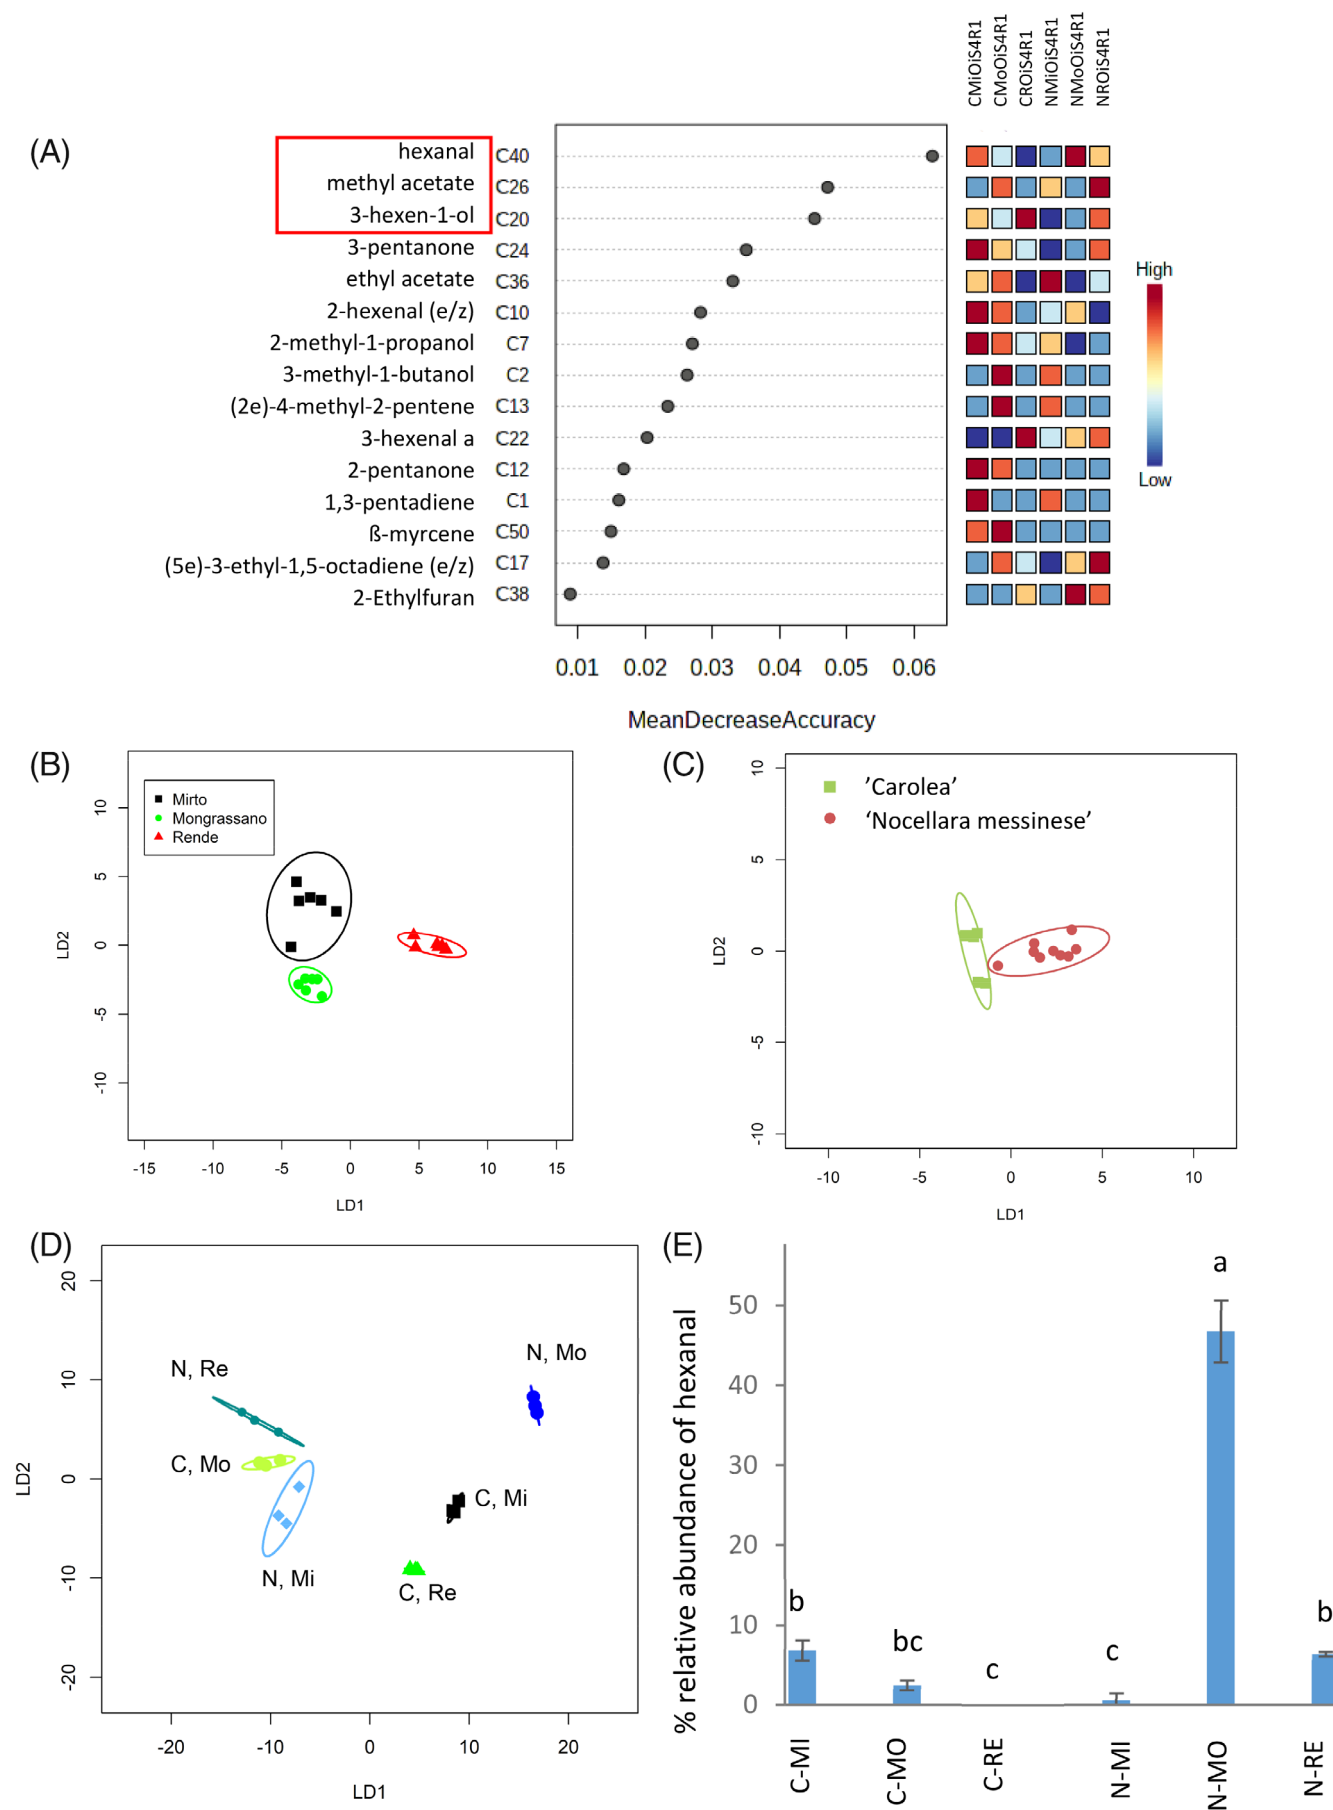 CMiOiS4R1 CMoOiS4R1 CROiS4R1 NMiOiS4R1 NMoOiS4R1 NROiS4R1
(A)
hexanal C40
methyl acetate C26
3-hexen-1-ol C20
3-pentanone C24
ethyl acetate C36
2-hexenal (e/z) C10
2-methyl-1-propanol C7
3-methyl-1-butanol C2
(2e)-4-methyl-2-pentene C13
3-hexenal a C22
2-pentanone C12
1,3-pentadiene C1
ß-myrcene C50
(5e)-3-ethyl-1,5-octadiene (e/z) C17
2-Ethylfuran C38
High
Low
0.01 0.02 0.03 0.04 0.05 0.06
MeanDecreaseAccuracy
(B)
Mirto
Mongrassano
Rende
10
5
0
-5
-10
LD2
-15 -10 -5 0 5 10 15
LD1
(C)
’Carolea’
‘Nocellara messinese’
10
5
0
-5
-10
LD2
-10 -5 0 5 10
LD1
(D)
N, Re
N, Mo
C, Mo
C, Mi
N, Mi
C, Re
20
10
0
-10
-20
LD2
-20 -10 0 10 20
LD1
(E)
% relative abundance of hexanal
50
40
30
20
10
0
b bc c c a b
C-MI C-MO C-RE N-MI N-MO N-RE